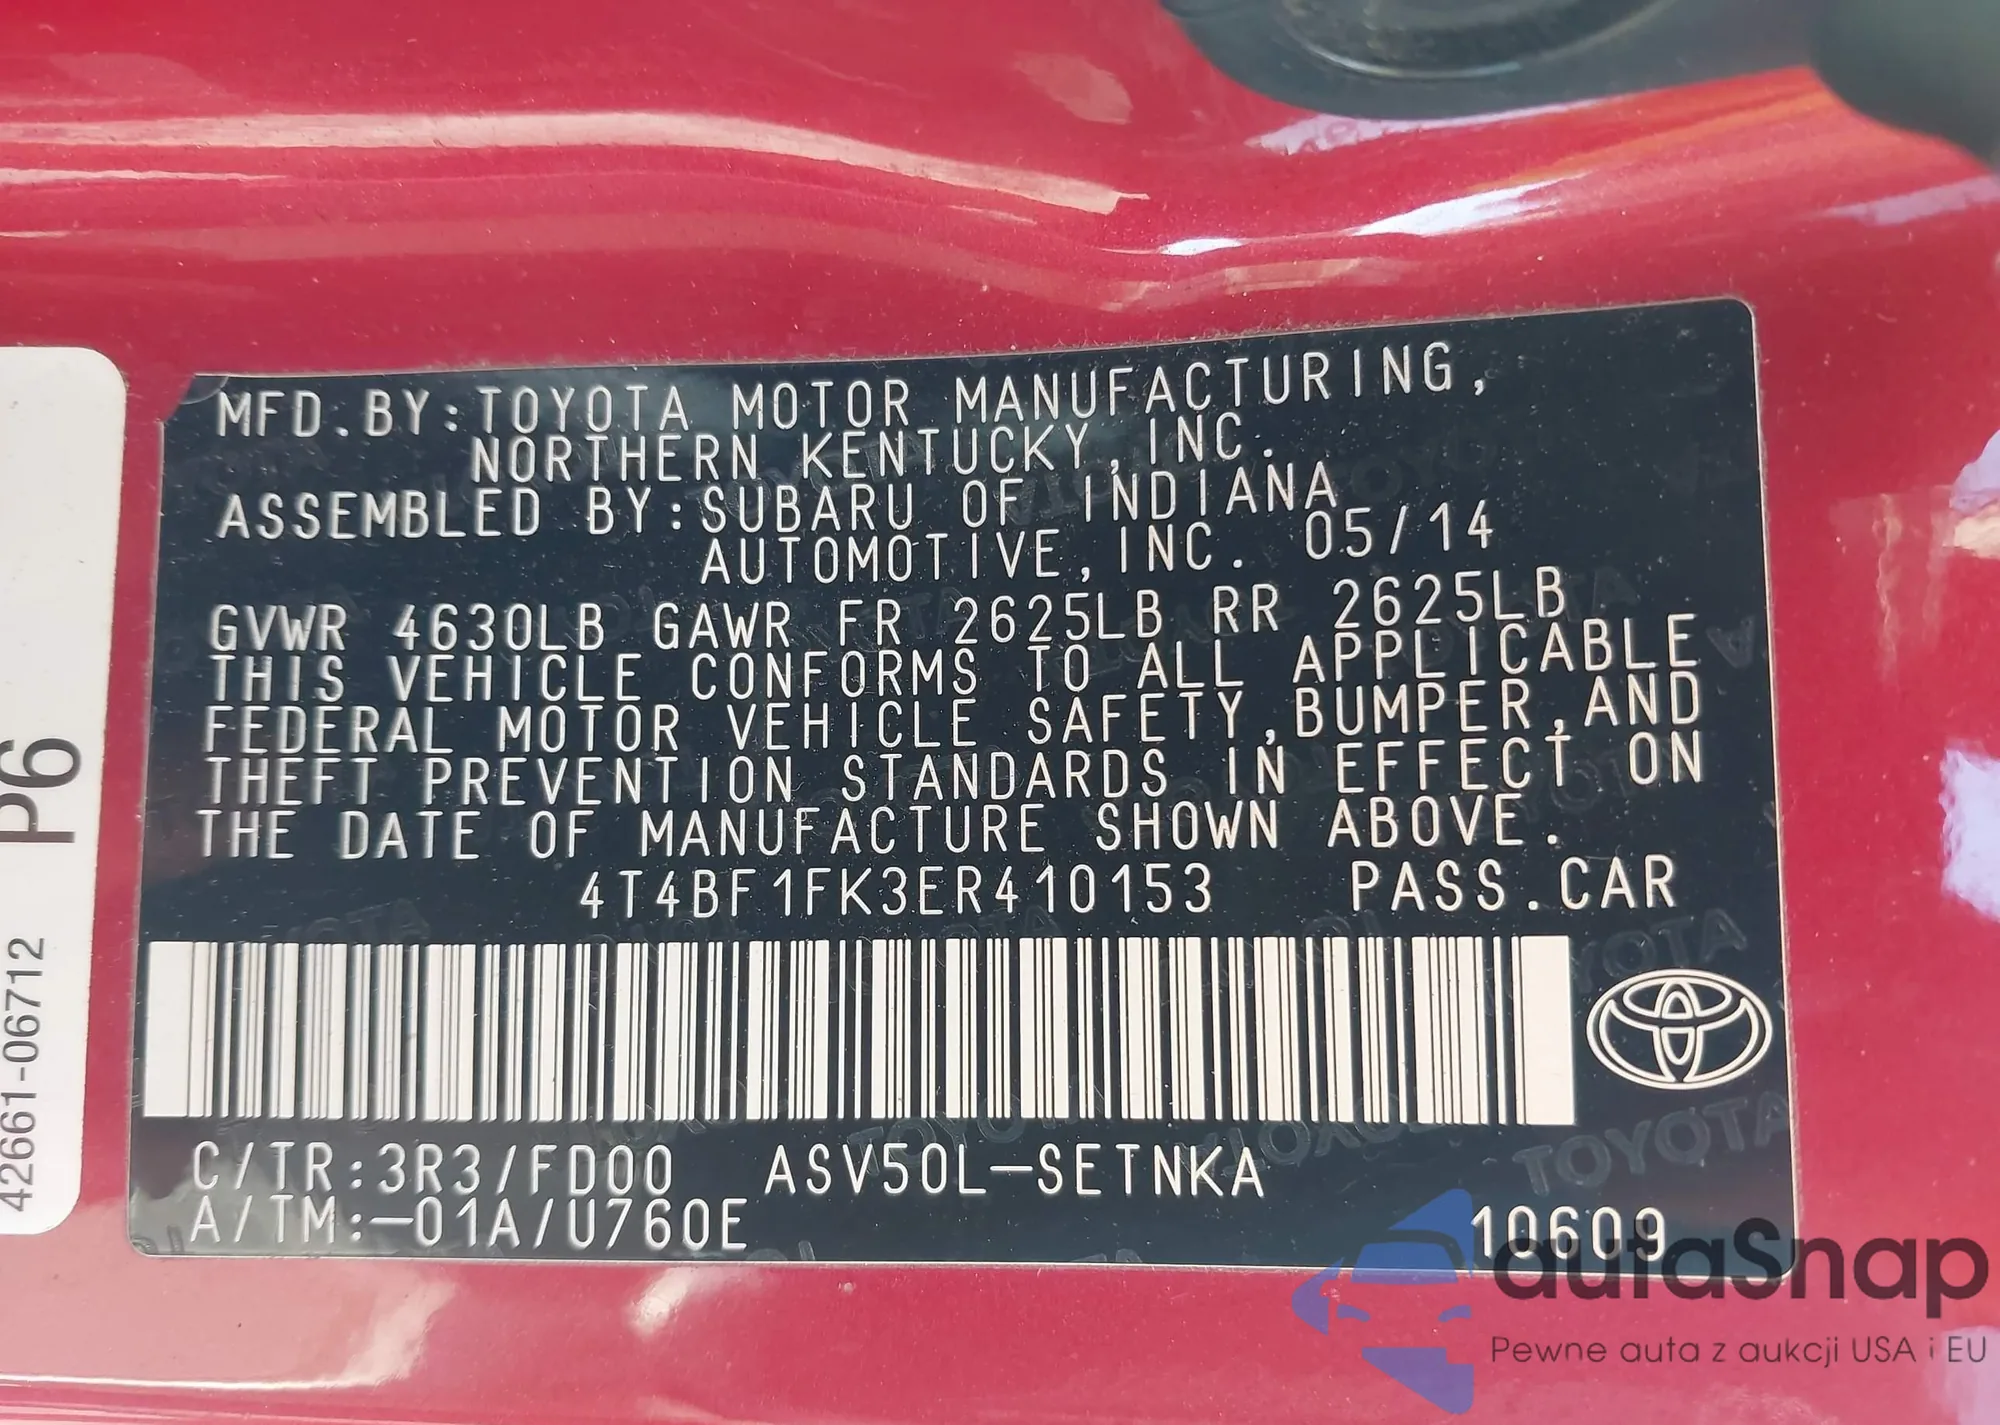 MFD.BY:TOYOTA MOTOR MANUFACTURING,
NORTHERN KENTUCKY,INC.
ASSEMBLED BY:SUBARU OF INDIANA
AUTOMOTIVE,INC. 05/14
GVWR 4630LB GAWR FR 2625LB RR 2625LB
THIS VEHICLE CONFORMS TO ALL APPLICABLE
FEDERAL MOTOR VEHICLE SAFETY,BUMPER,AND
THEFT PREVENTION STANDARDS IN EFFECT ON
THE DATE OF MANUFACTURE SHOWN ABOVE.
4T4BF1FK3ER410153 PASS.CAR
C/TR:3R3/FD00 ASV50L-SETNKA
A/TM:-01A/U760E
10609
P6
42661-06712
autaSnap
Pewne auta z aukcji USA i EU